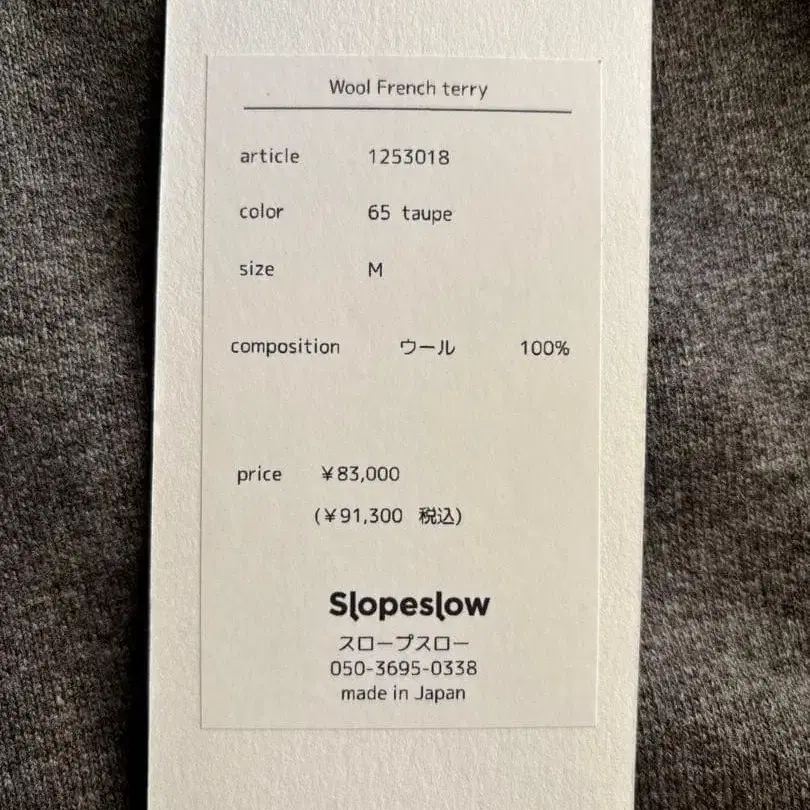 Wool French terry
article 1253018
color 65 taupe
size M
composition ウール 100%
price ¥83,000
(¥91,300 税込)
Slopeslow
スロープスロー
050-3695-0338
made in Japan